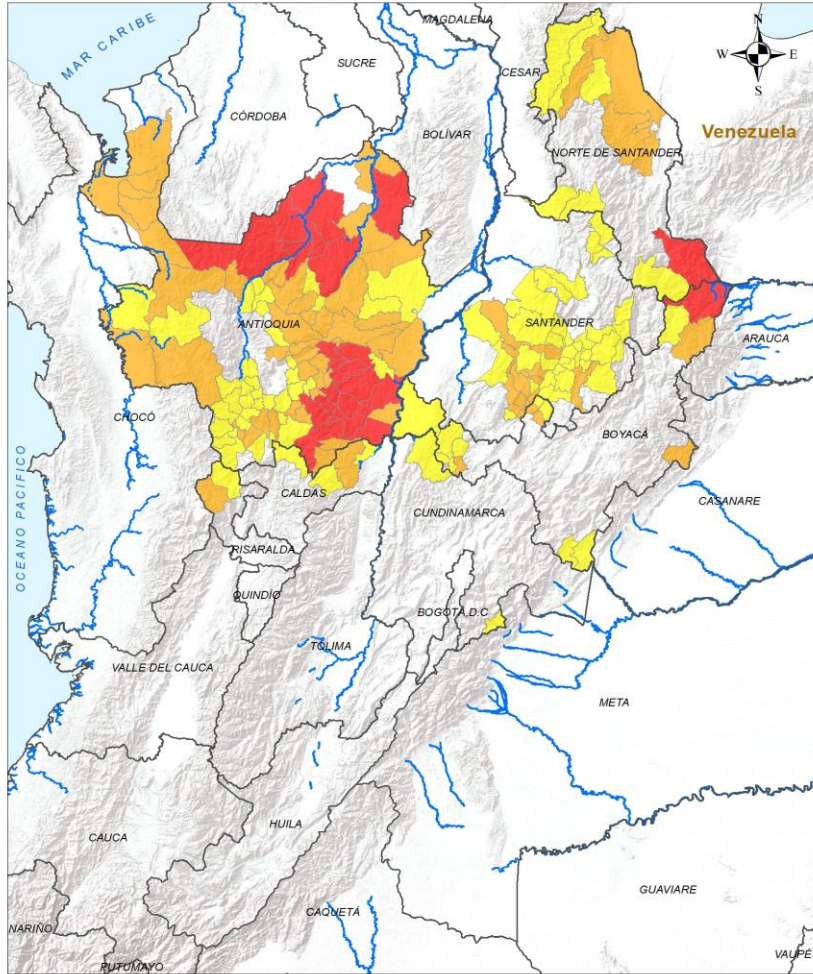 MAGDALENA
N
W E
S
MAR CARIBE
SUCRE
CESAR
CÓRDOBA
BOLÍVAR
Venezuela
NORTE DE SANTANDER
ANTIOQUIA
SANTANDER
ARAUCA
CHOCÓ
BOYACÁ
OCEANO PACIFICO
CALDAS
CASANARE
CUNDINAMARCA
RISARALDA
QUINDÍO
BOGOTÁ, D.C
TOLIMA
VALLE DEL CAUCA
META
HUILA
CAUCA
GUAVIARE
CAQUETÁ
NARIÑO
PUTUMAYO
VAUPÉ